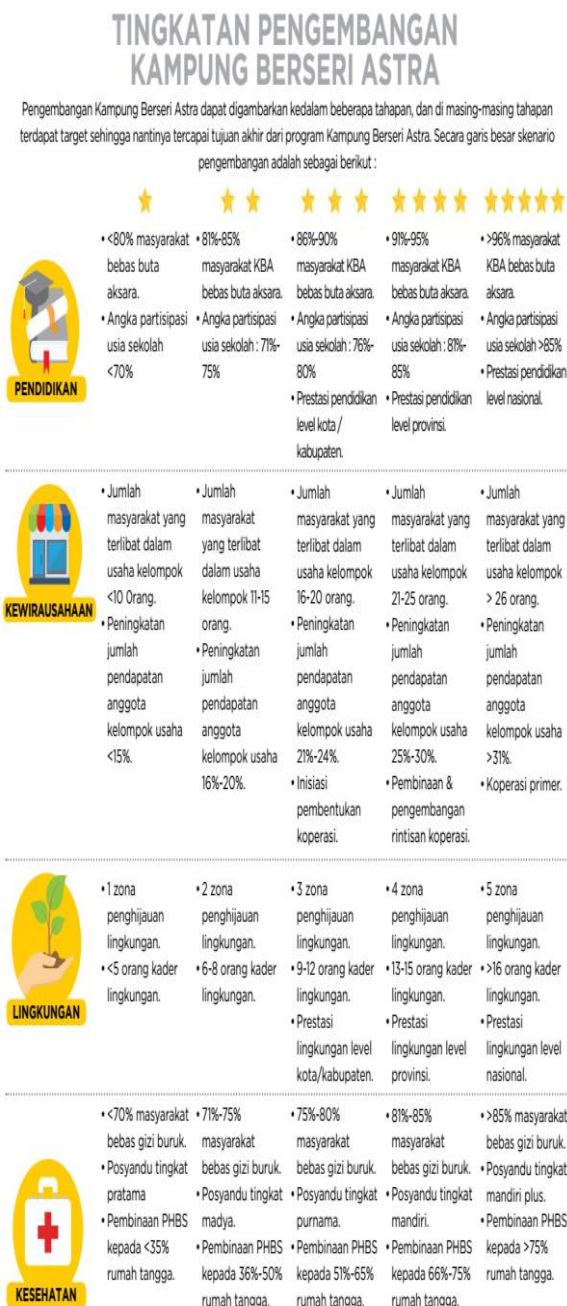 TINGKATAN PENGEMBANGAN
KAMPUNG BERSERI ASTRA
Pengembangan Kampung Berseri Astra dapat digambarkan kedalam beberapa tahapan, dan di masing-masing tahapan
terdapat target sehingga nantinya tercapai tujuan akhir dari program Kampung Berseri Astra. Secara garis besar skenario
pengembangan adalah sebagai berikut :
PENDIDIKAN
• <80% masyarakat
bebas buta
aksara.
• Angka partisipasi
usia sekolah
<70%
• 81%-85%
masyarakat KBA
bebas buta aksara.
• Angka partisipasi
usia sekolah : 71%-
75%
• 86%-90%
masyarakat KBA
bebas buta aksara.
• Angka partisipasi
usia sekolah : 76%-
80%
• Prestasi pendidikan
level kota /
kabupaten.
• 91%-95%
masyarakat KBA
bebas buta aksara.
• Angka partisipasi
usia sekolah : 81%-
85%
• Prestasi pendidikan
level provinsi.
• >96% masyarakat
KBA bebas buta
aksara.
• Angka partisipasi
usia sekolah >85%
• Prestasi pendidikan
level nasional.
KEWIRAUSAHAAN
• Jumlah
masyarakat yang
terlibat dalam
usaha kelompok
<10 Orang.
• Peningkatan
jumlah
pendapatan
anggota
kelompok usaha
<15%.
• Jumlah
masyarakat
yang terlibat
dalam usaha
kelompok 11-15
orang.
• Peningkatan
jumlah
pendapatan
anggota
kelompok usaha
16%-20%.
• Jumlah
masyarakat yang
terlibat dalam
usaha kelompok
16-20 orang.
• Peningkatan
jumlah
pendapatan
anggota
kelompok usaha
21%-24%.
• Inisiasi
pembentukan
koperasi.
• Jumlah
masyarakat yang
terlibat dalam
usaha kelompok
21-25 orang.
• Peningkatan
jumlah
pendapatan
anggota
kelompok usaha
25%-30%.
• Pembinaan &
pengembangan
rintisan koperasi.
• Jumlah
masyarakat yang
terlibat dalam
usaha kelompok
> 26 orang.
• Peningkatan
jumlah
pendapatan
anggota
kelompok usaha
>31%.
• Koperasi primer.
LINGKUNGAN
• 1 zona
penghijauan
lingkungan.
• <5 orang kader
lingkungan.
• 2 zona
penghijauan
lingkungan.
• 6-8 orang kader
lingkungan.
• 3 zona
penghijauan
lingkungan.
• 9-12 orang kader
lingkungan.
• Prestasi
lingkungan level
kota/kabupaten.
• 4 zona
penghijauan
lingkungan.
• 13-15 orang kader
lingkungan.
• Prestasi
lingkungan level
provinsi.
• 5 zona
penghijauan
lingkungan.
• >16 orang kader
lingkungan.
• Prestasi
lingkungan level
nasional.
KESEHATAN
• <70% masyarakat
bebas gizi buruk.
• Posyandu tingkat
pratama
• Pembinaan PHBS
kepada <35%
rumah tangga.
• 71%-75%
masyarakat
bebas gizi buruk.
• Posyandu tingkat
madya.
• Pembinaan PHBS
kepada 36%-50%
rumah tangga.
• 75%-80%
masyarakat
bebas gizi buruk.
• Posyandu tingkat
purnama.
• Pembinaan PHBS
kepada 51%-65%
rumah tangga.
• 81%-85%
masyarakat
bebas gizi buruk.
• Posyandu tingkat
mandiri.
• Pembinaan PHBS
kepada 66%-75%
rumah tangga.
• >85% masyarakat
bebas gizi buruk.
• Posyandu tingkat
mandiri plus.
• Pembinaan PHBS
kepada >75%
rumah tangga.